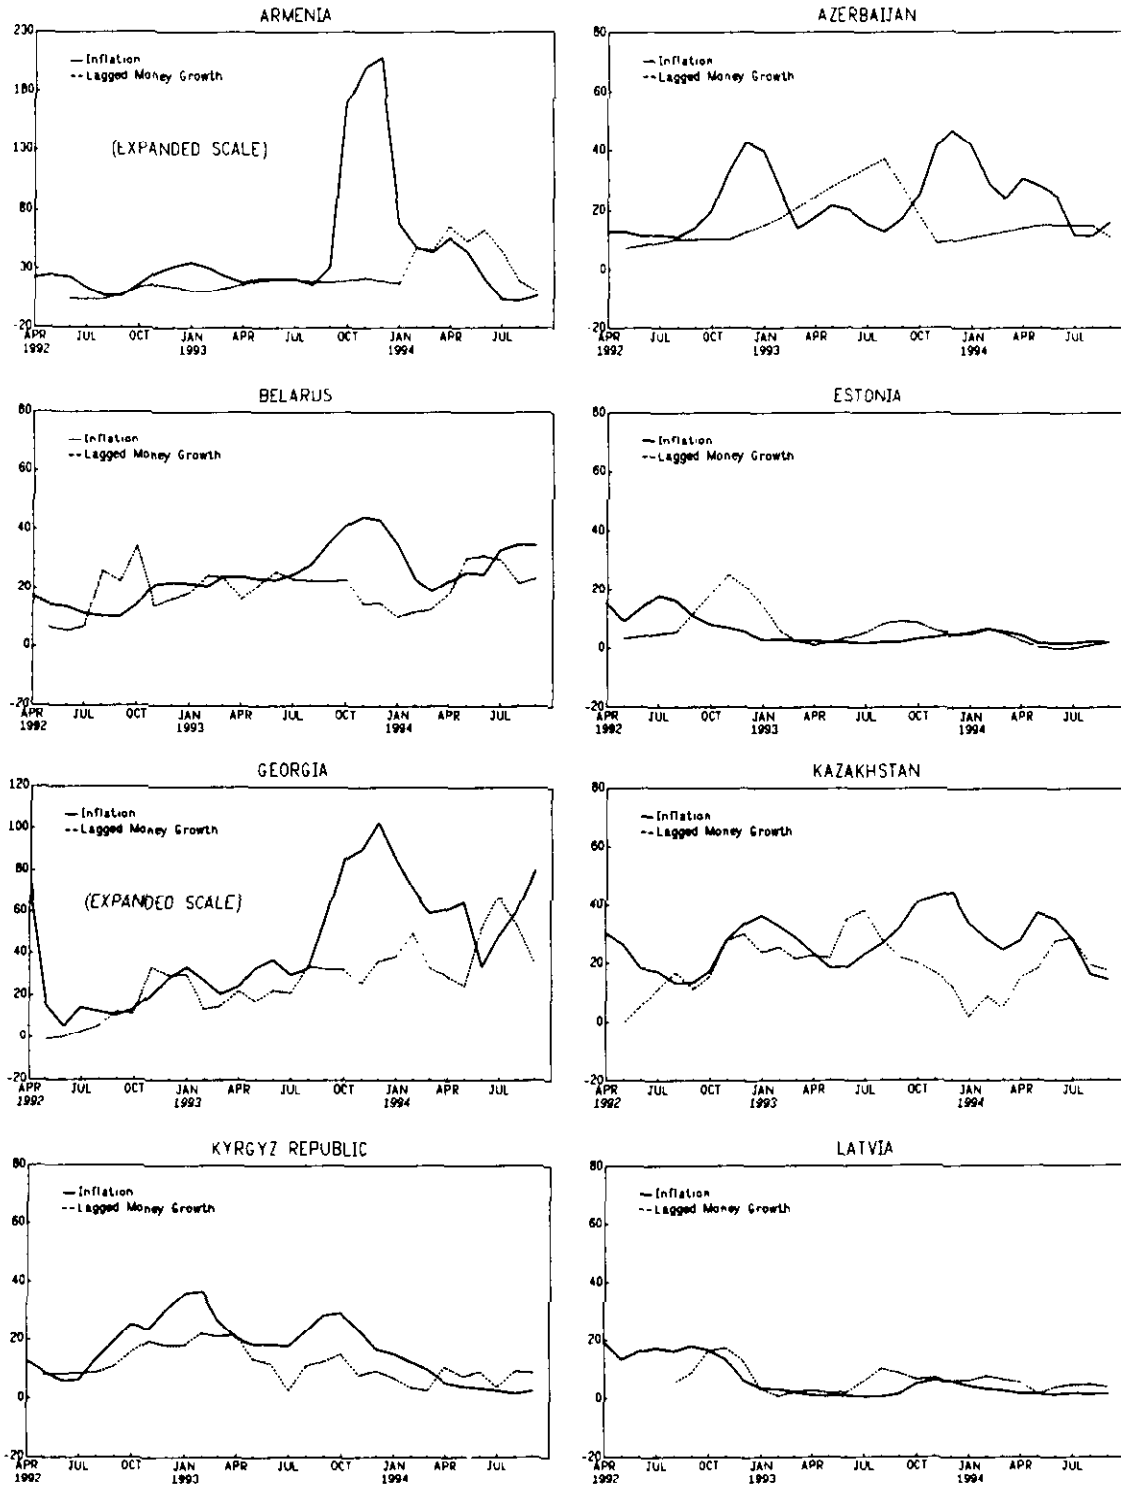 ARMENIA
230
180
130
80
30
-20
Inflation
Lagged Money Growth
(EXPANDED SCALE)
APR JUL OCT JAN APR JUL OCT JAN APR JUL
1992 1993 1994
AZERBAIJAN
80
60
40
20
0
-20
Inflation
Lagged Money Growth
APR JUL OCT JAN APR JUL OCT JAN APR JUL
1992 1993 1994
BELARUS
80
60
40
20
0
-20
Inflation
Lagged Money Growth
APR JUL OCT JAN APR JUL OCT JAN APR JUL
1992 1993 1994
ESTONIA
80
60
40
20
0
-20
Inflation
Lagged Money Growth
APR JUL OCT JAN APR JUL OCT JAN APR JUL
1992 1993 1994
GEORGIA
120
100
80
60
40
20
0
-20
Inflation
Lagged Money Growth
(EXPANDED SCALE)
APR JUL OCT JAN APR JUL OCT JAN APR JUL
1992 1993 1994
KAZAKHSTAN
80
60
40
20
0
-20
Inflation
Lagged Money Growth
APR JUL OCT JAN APR JUL OCT JAN APR JUL
1992 1993 1994
KYRGYZ REPUBLIC
80
60
40
20
0
-20
Inflation
Lagged Money Growth
APR JUL OCT JAN APR JUL OCT JAN APR JUL
1992 1993 1994
LATVIA
80
60
40
20
0
-20
Inflation
Lagged Money Growth
APR JUL OCT JAN APR JUL OCT JAN APR JUL
1992 1993 1994